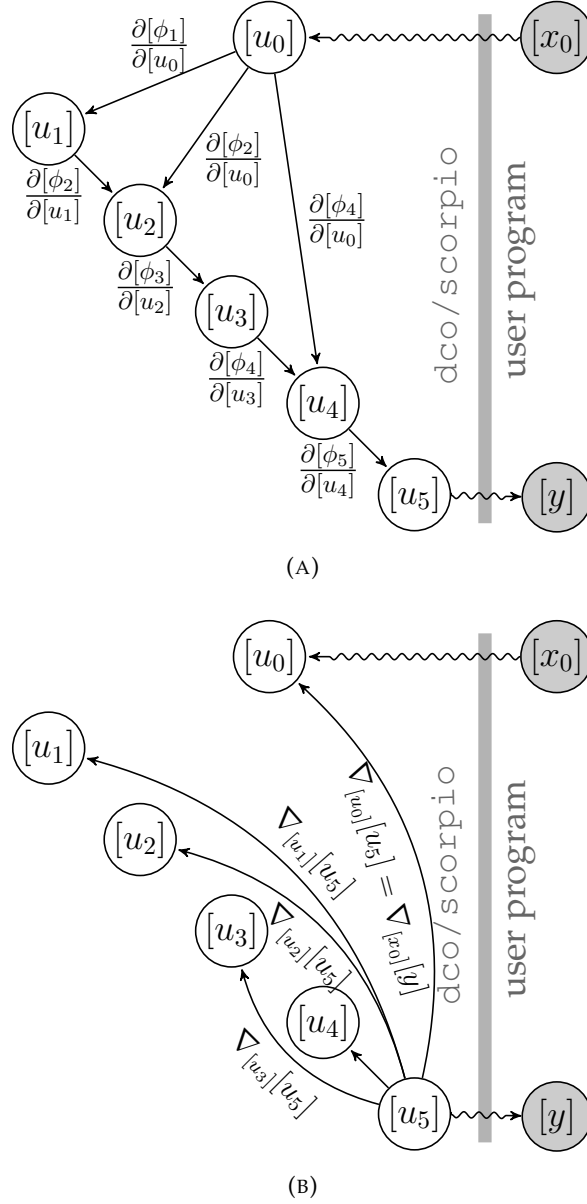 [u₀]
[x₀]
∂[ϕ₁]
∂[u₀]
[u₁]
∂[ϕ₂]
∂[u₀]
∂[ϕ₂]
∂[u₁]
[u₂]
∂[ϕ₄]
∂[u₀]
∂[ϕ₃]
∂[u₂]
[u₃]
∂[ϕ₄]
∂[u₃]
[u₄]
∂[ϕ₅]
∂[u₄]
[u₅]
dco/scorpio
user program
[y]
(A)
[u₀]
[x₀]
[u₁]
∇[u₀][u₅] = ∇[x₀][y]
[u₂]
∇[u₁][u₅]
[u₃]
∇[u₂][u₅]
[u₄]
∇[u₃][u₅]
[u₅]
dco/scorpio
user program
[y]
(B)